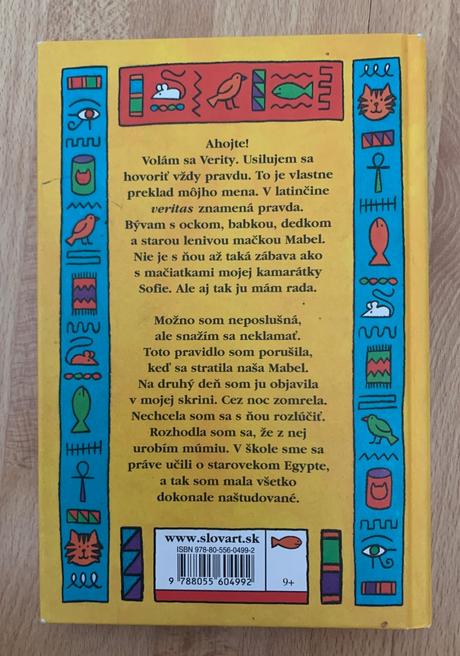 Ahojte!
Volám sa Verity. Usilujem sa
hovoriť vždy pravdu. To je vlastne
preklad môjho mena. V latinčine
veritas znamená pravda.
Bývam s ockom, babkou, dedkom
a starou lenivou mačkou Mabel.
Nie je s ňou až taká zábava ako
s mačiatkami mojej kamarátky
Sofie. Ale aj tak ju mám rada.
Možno som neposlušná,
ale snažím sa neklamať.
Toto pravidlo som porušila,
keď sa stratila naša Mabel.
Na druhý deň som ju objavila
v mojej skrini. Cez noc zomrela.
Nechcela som sa s ňou rozlúčiť.
Rozhodla som sa, že z nej
urobím múmiu. V škole sme sa
práve učili o starovekom Egypte,
a tak som mala všetko
dokonale naštudované.
www.slovart.sk
ISBN 978-80-556-0499-2
9 788055 604992
9+